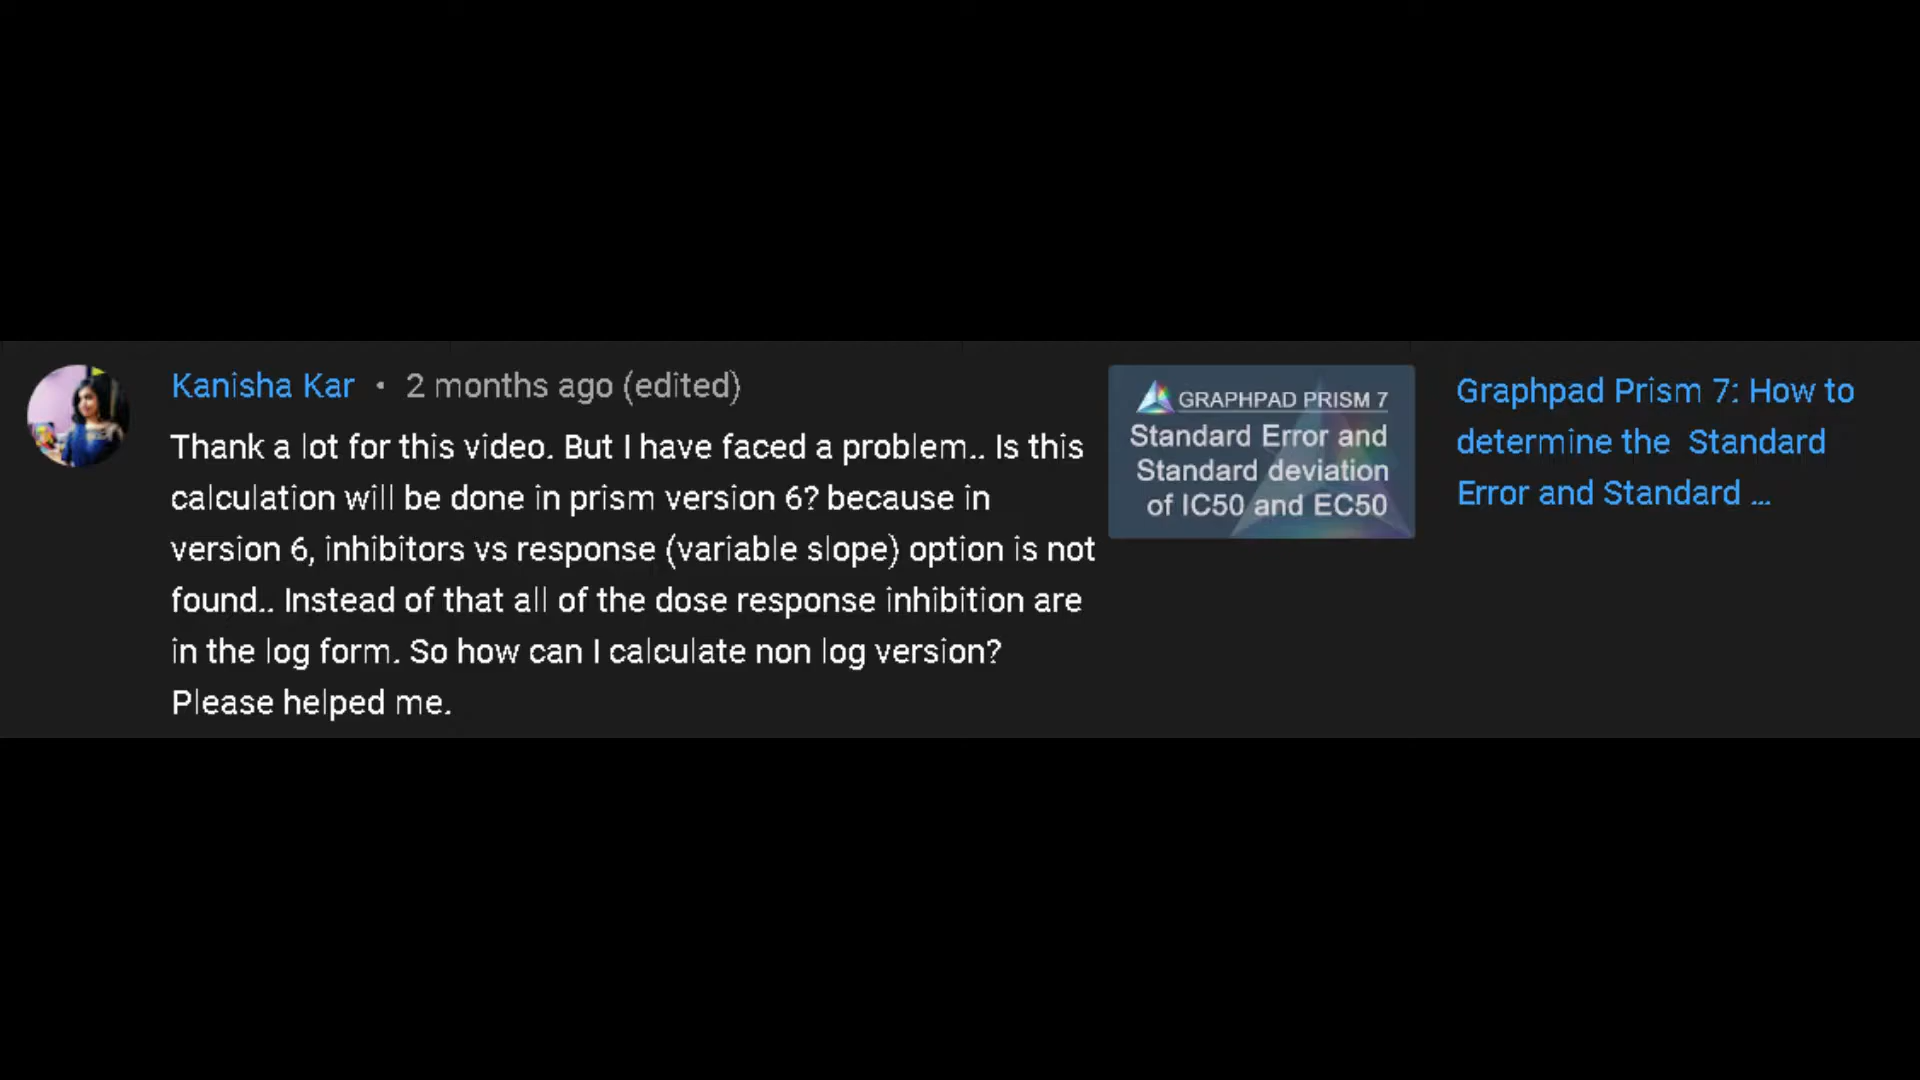 Kanisha Kar • 2 months ago (edited)
Thank a lot for this video. But I have faced a problem.. Is this
calculation will be done in prism version 6? because in
version 6, inhibitors vs response (variable slope) option is not
found.. Instead of that all of the dose response inhibition are
in the log form. So how can I calculate non log version?
Please helped me.
GRAPHPAD PRISM 7
Standard Error and
Standard deviation
of IC50 and EC50
Graphpad Prism 7: How to
determine the Standard
Error and Standard ...